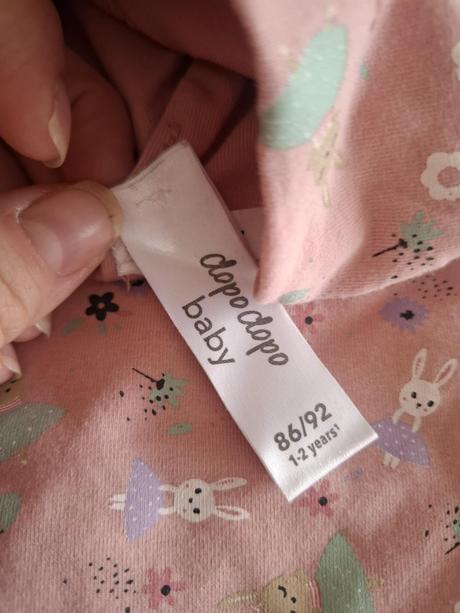 dopodopo
baby
86/92
1-2 years¹